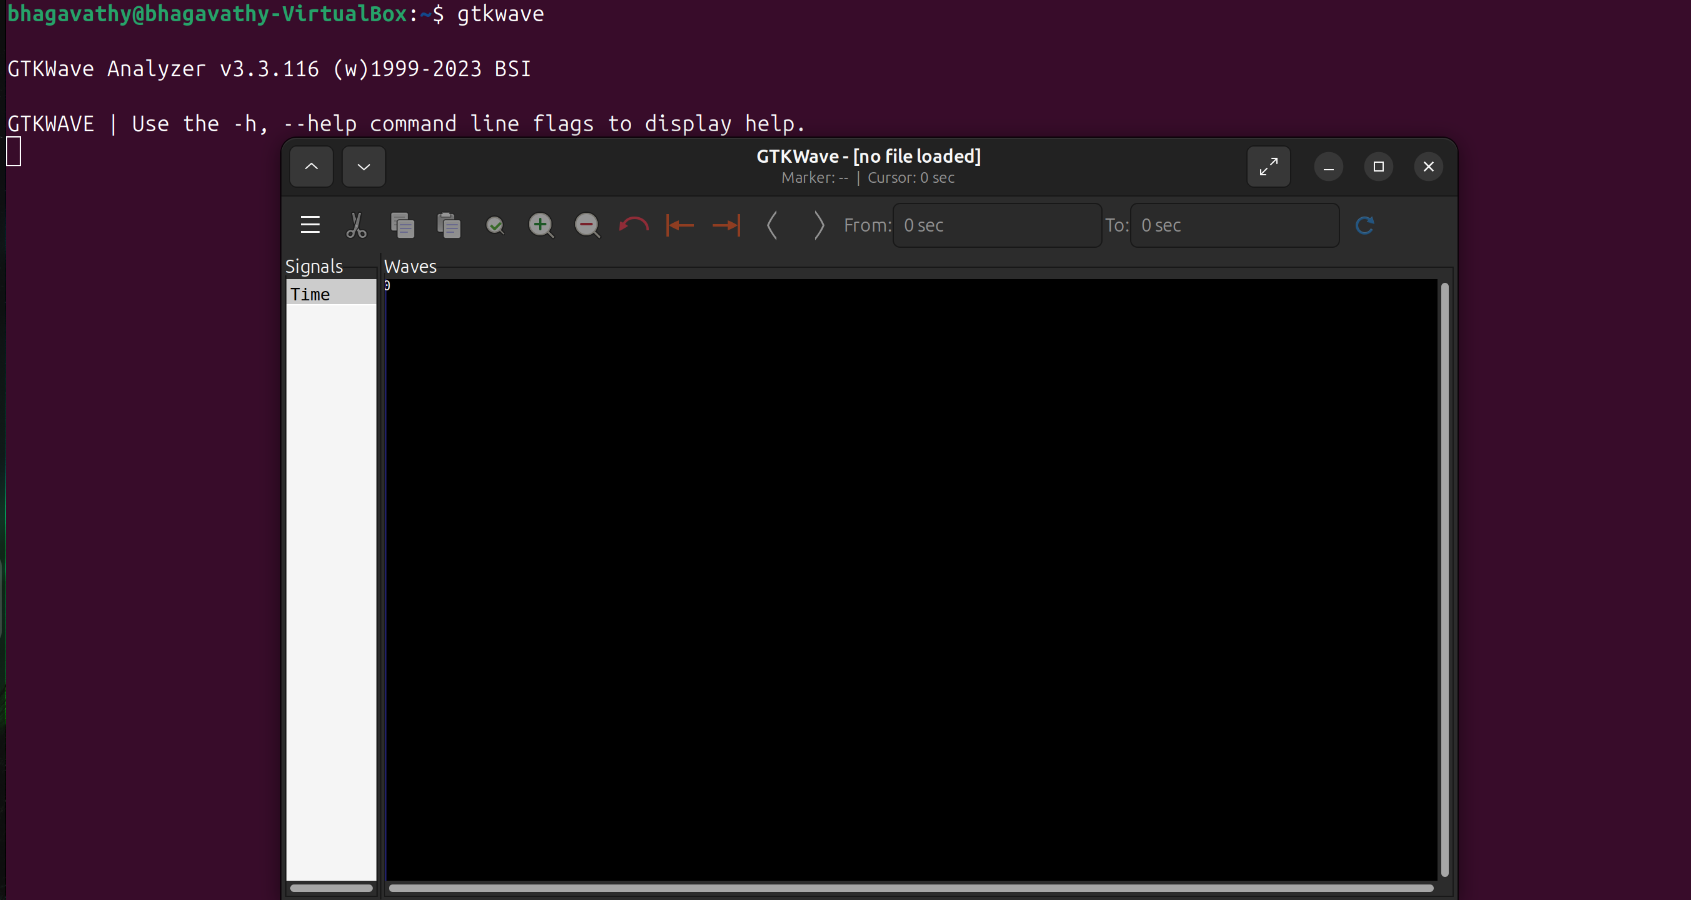 bhagavathy@bhagavathy-VirtualBox:~$ gtkwave
GTKWave Analyzer v3.3.116 (w)1999-2023 BSI
GTKWAVE | Use the -h, --help command line flags to display help.
GTKWave - [no file loaded]
Marker: -- | Cursor: 0 sec
From: 0 sec To: 0 sec
Signals
Waves
Time
0